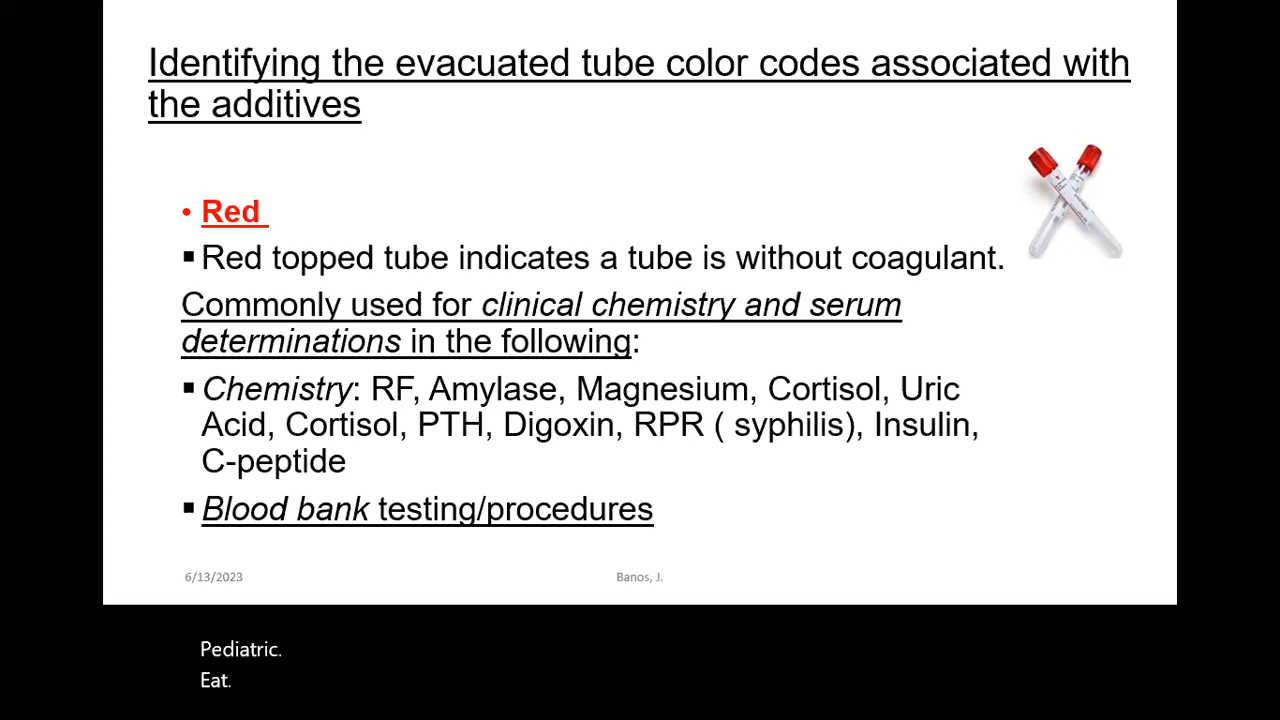 Identifying the evacuated tube color codes associated with
the additives
• Red
▪ Red topped tube indicates a tube is without coagulant.
Commonly used for clinical chemistry and serum
determinations in the following:
▪ Chemistry: RF, Amylase, Magnesium, Cortisol, Uric
Acid, Cortisol, PTH, Digoxin, RPR ( syphilis), Insulin,
C-peptide
▪ Blood bank testing/procedures
6/13/2023
Banos, J.
Pediatric.
Eat.